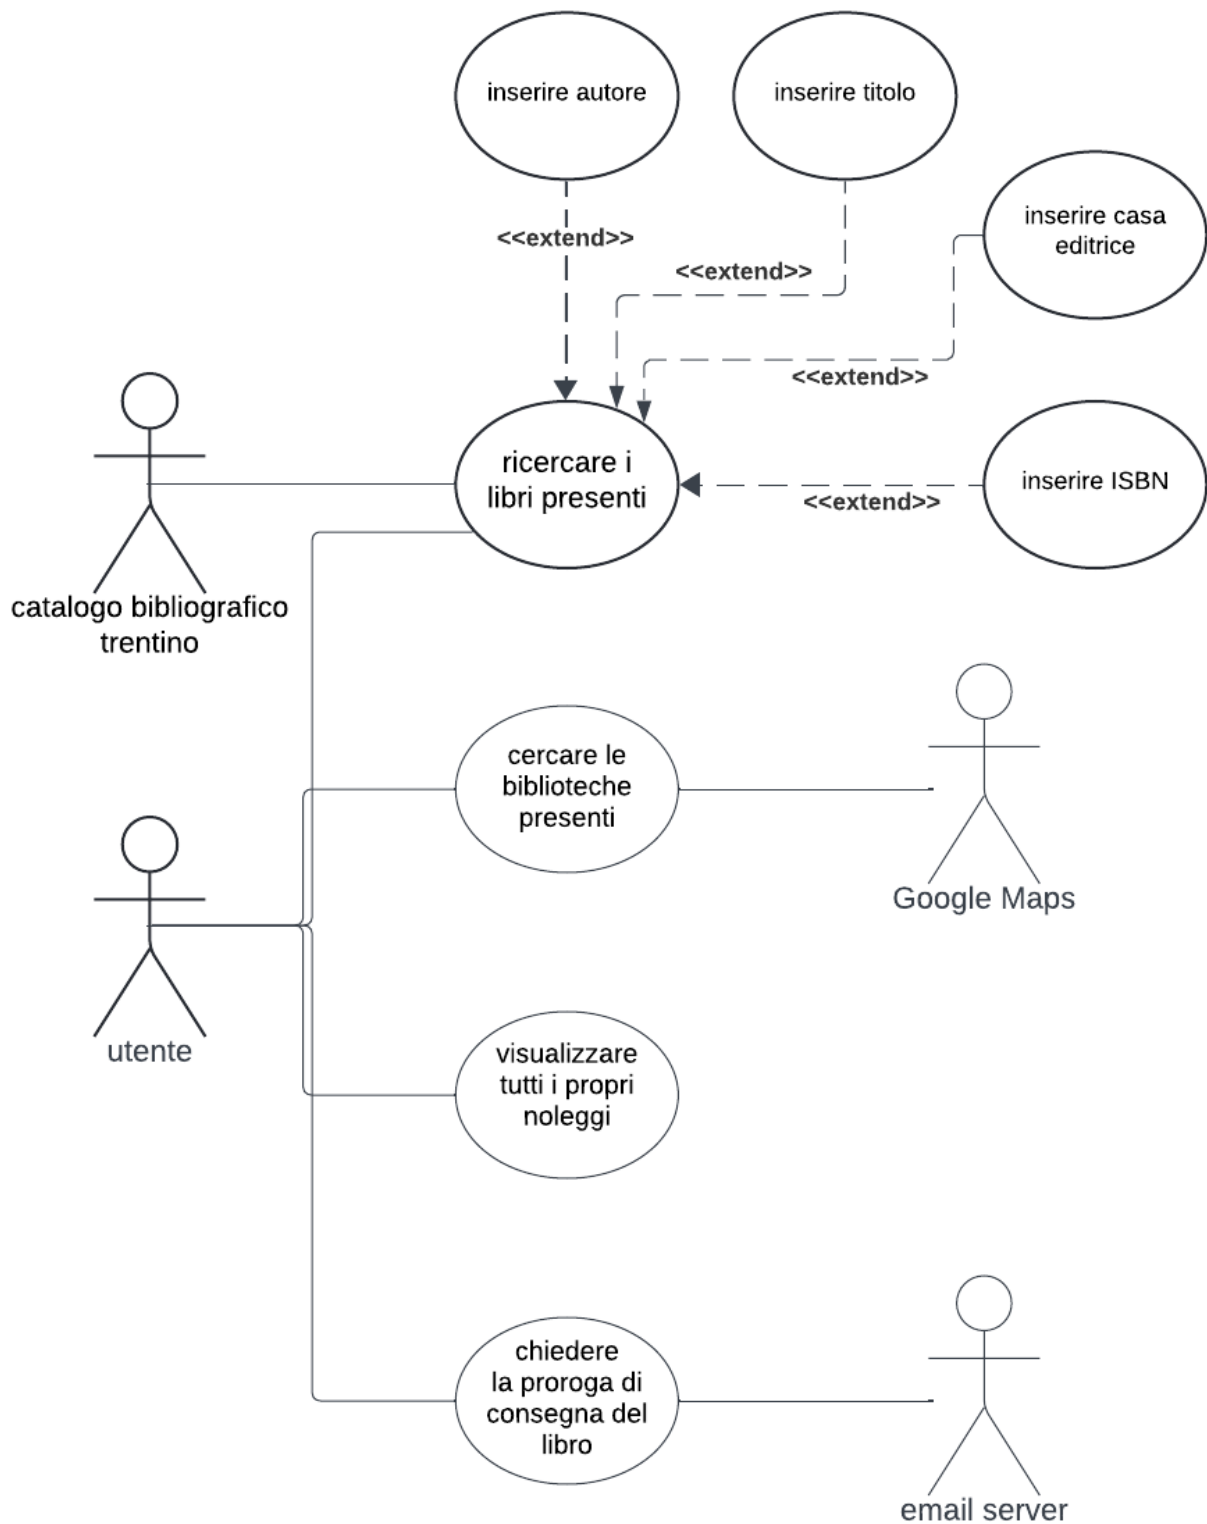 inserire autore
inserire titolo
inserire casa
editrice
<<extend>>
<<extend>>
<<extend>>
ricercare i
libri presenti
inserire ISBN
<<extend>>
catalogo bibliografico
trentino
cercare le
biblioteche
presenti
Google Maps
utente
visualizzare
tutti i propri
noleggi
chiedere
la proroga di
consegna del
libro
email server